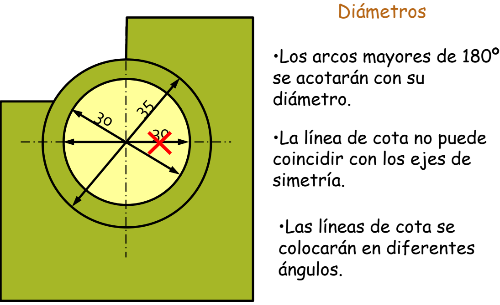 Diámetros
•Los arcos mayores de 180º
se acotarán con su
diámetro.
•La línea de cota no puede
coincidir con los ejes de
simetría.
•Las líneas de cota se
colocarán en diferentes
ángulos.
30
35
30